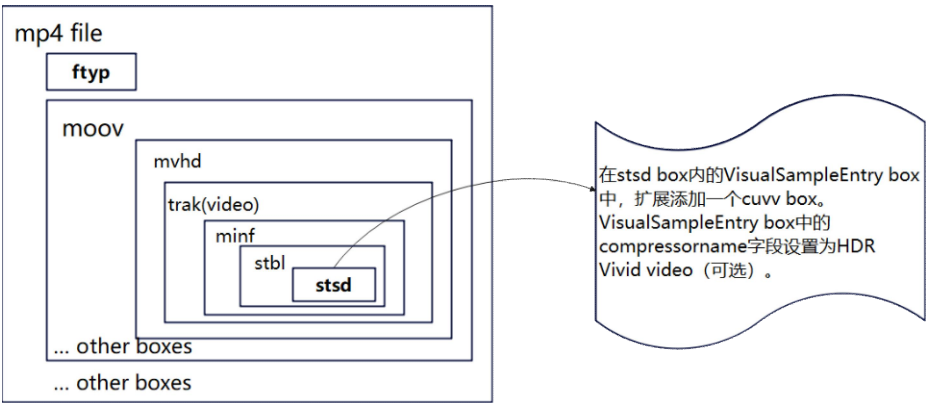 mp4 file
ftyp
moov
mvhd
trak(video)
minf
stbl
stsd
... other boxes
... other boxes
在stsd box内的VisualSampleEntry box
中，扩展添加一个cuvv box。
VisualSampleEntry box中的
compressorname字段设置为HDR
Vivid video（可选）。